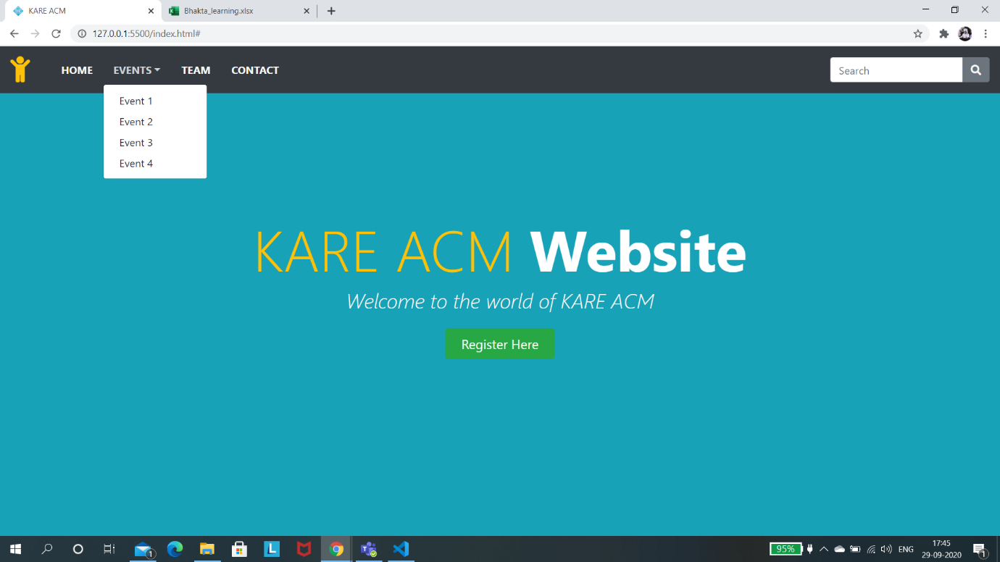 KARE ACM
Bhakta_learning.xlsx
127.0.0.1:5500/index.html#
HOME EVENTS TEAM CONTACT
Search
Event 1
Event 2
Event 3
Event 4
KARE ACM Website
Welcome to the world of KARE ACM
Register Here
1
L
95%
ENG
17:45
29-09-2020
1